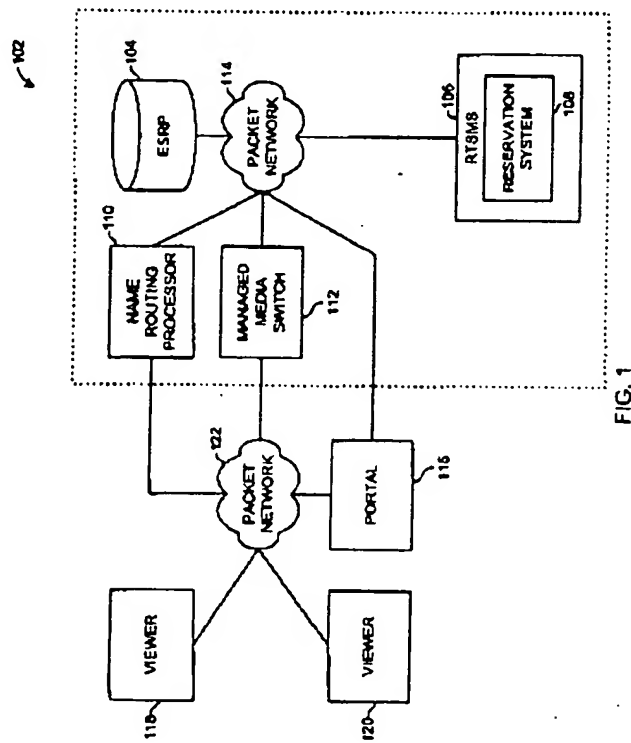 102
118
VIEWER
110
NAME
ROUTING
PROCESSOR
104
ESRP
122
PACKET
NETWORK
MANAGED
MEDIA
SWITCH
112
114
PACKET
NETWORK
120
VIEWER
PORTAL
116
106
RTSMS
RESERVATION
SYSTEM
108
FIG. 1